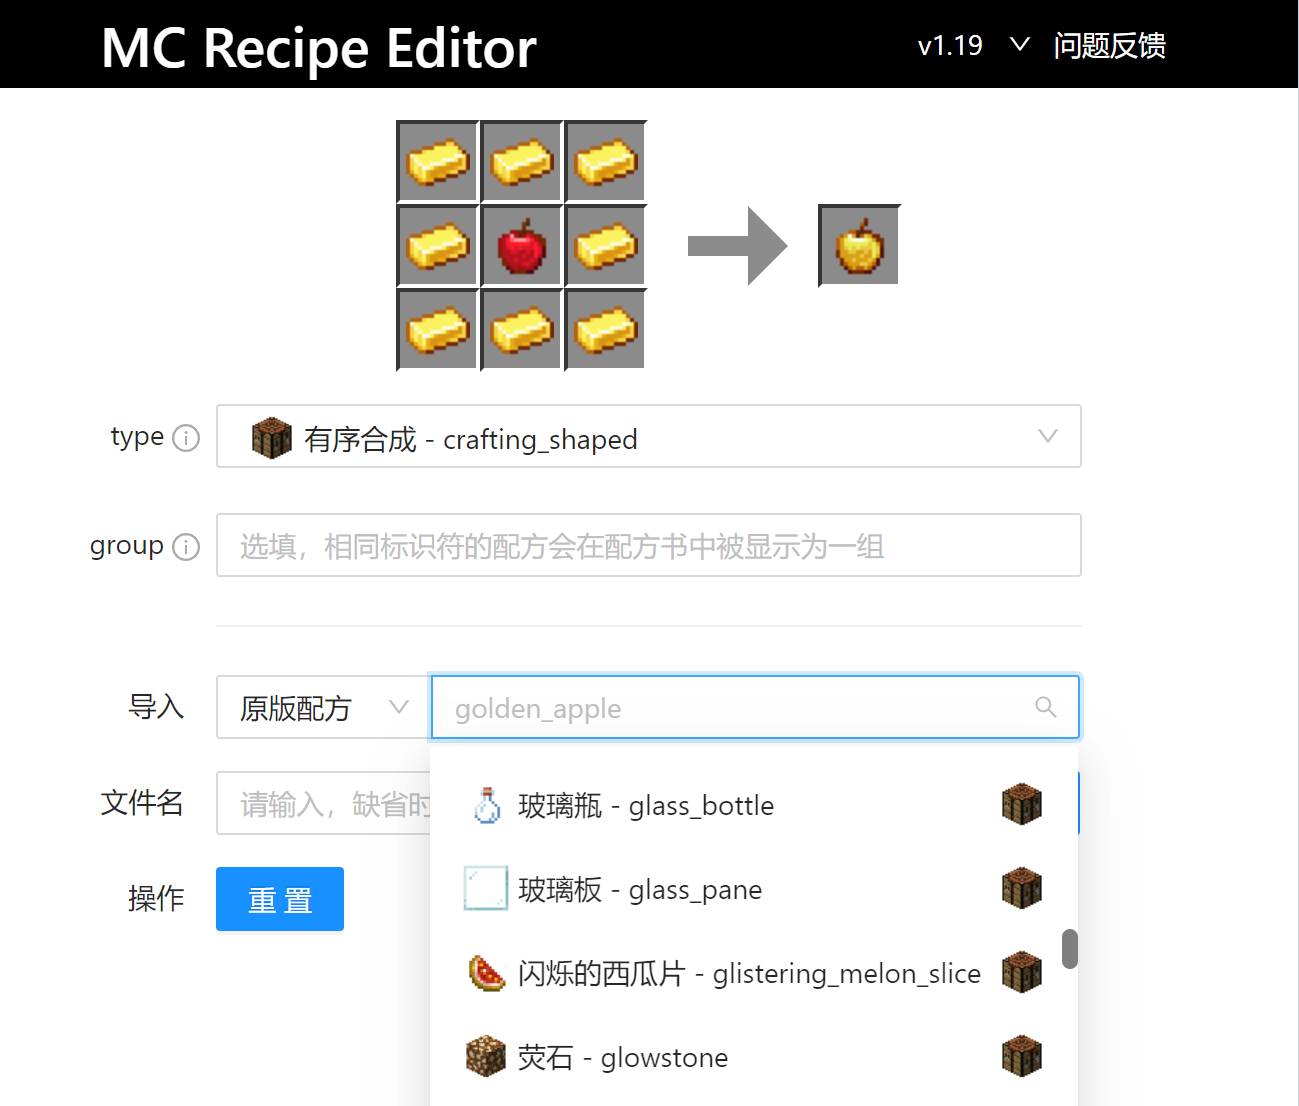 MC Recipe Editor
v1.19 问题反馈
type 有序合成 - crafting_shaped
group 选填，相同标识符的配方会在配方书中被显示为一组
导入 原版配方 golden_apple
玻璃瓶 - glass_bottle
文件名 请输入，缺省时
玻璃板 - glass_pane
操作 重置
闪烁的西瓜片 - glistering_melon_slice
荧石 - glowstone